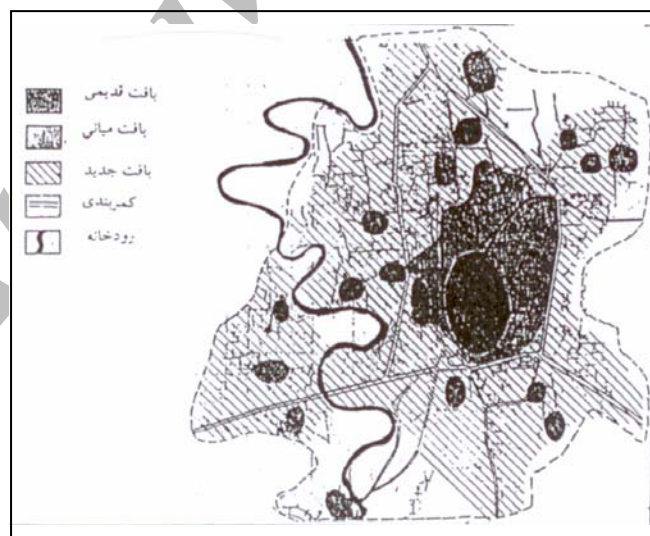 بافت قدیمی
بافت میانی
بافت جدید
کمربندی
رودخانه